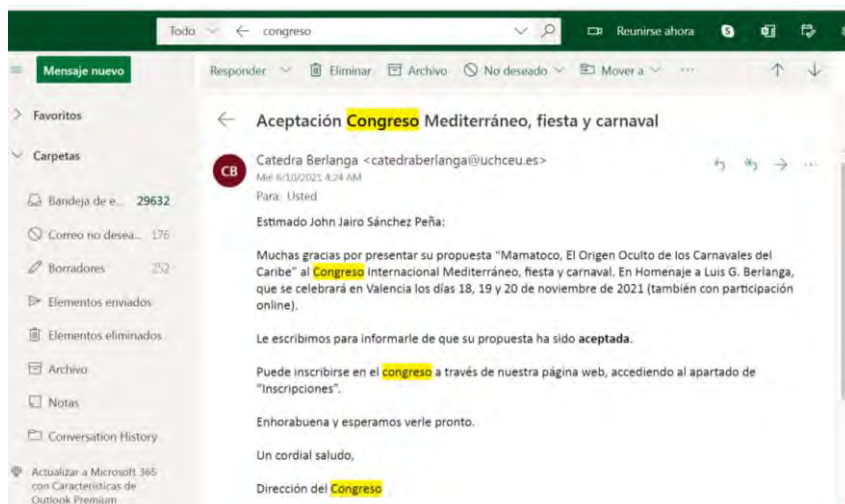 Todo
congreso
Reunirse ahora
Mensaje nuevo
Responder
Eliminar
Archivo
No deseado
Mover a
Favoritos
Aceptación Congreso Mediterráneo, fiesta y carnaval
Carpetas
CB
Catedra Berlanga <catedraberlanga@uchceu.es>
Mié 6/10/2021 4:24 AM
Para: Usted
Bandeja de e... 29632
Correo no desea... 176
Borradores 252
Elementos enviados
Elementos eliminados
Archivo
Notas
Conversation History
Actualizar a Microsoft 365
con Características de
Outlook Premium
Estimado John Jairo Sánchez Peña:
Muchas gracias por presentar su propuesta "Mamatoco, El Origen Oculto de los Carnavales del
Caribe" al Congreso Internacional Mediterráneo, fiesta y carnaval. En Homenaje a Luis G. Berlanga,
que se celebrará en Valencia los días 18, 19 y 20 de noviembre de 2021 (también con participación
online).
Le escribimos para informarle de que su propuesta ha sido aceptada.
Puede inscribirse en el congreso a través de nuestra página web, accediendo al apartado de
"Inscripciones".
Enhorabuena y esperamos verle pronto.
Un cordial saludo,
Dirección del Congreso